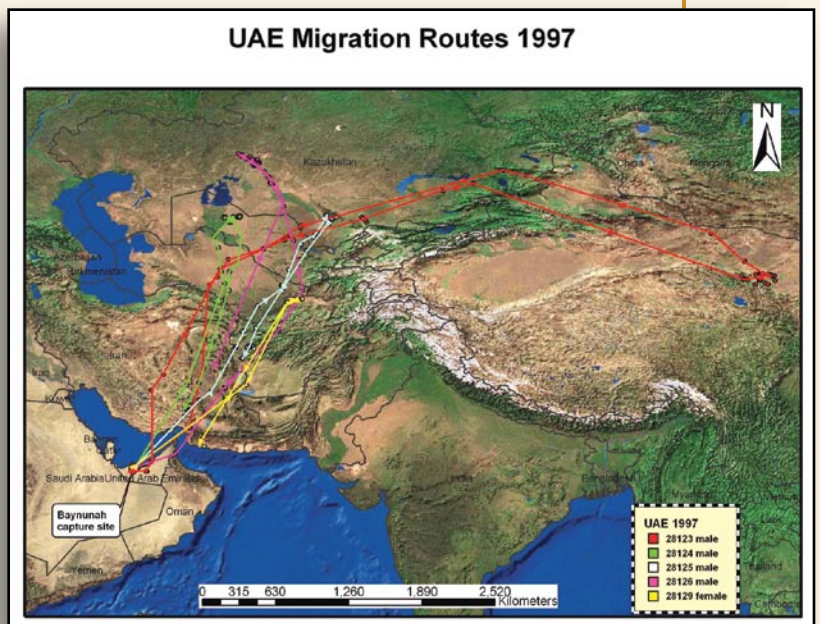 UAE Migration Routes 1997
N
Kazakhstan
China
Mongolia
Azerbaijan
Turkmenistan
Iran
Iraq
Kuwait
Bahrain
Qatar
Saudi Arabia
United Arab Emirates
Baynunah
capture site
Oman
Yemen
India
Bangladesh
Myanmar
Vietnam
Laos
Thailand
Cambodia
UAE 1997
28123 male
28124 male
28125 male
28126 male
28129 female
0 315 630 1,260 1,890 2,520
Kilometers